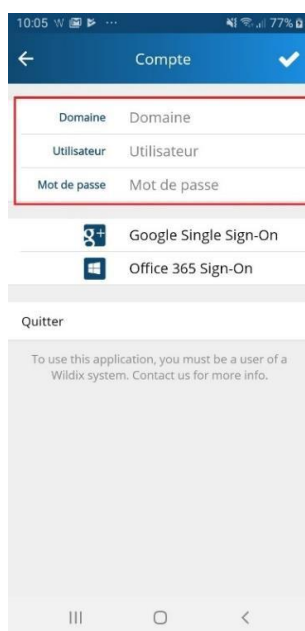 10:05 W ... 77%
Compte
Domaine Domaine
Utilisateur Utilisateur
Mot de passe Mot de passe
g+ Google Single Sign-On
Office 365 Sign-On
Quitter
To use this application, you must be a user of a
Wildix system. Contact us for more info.